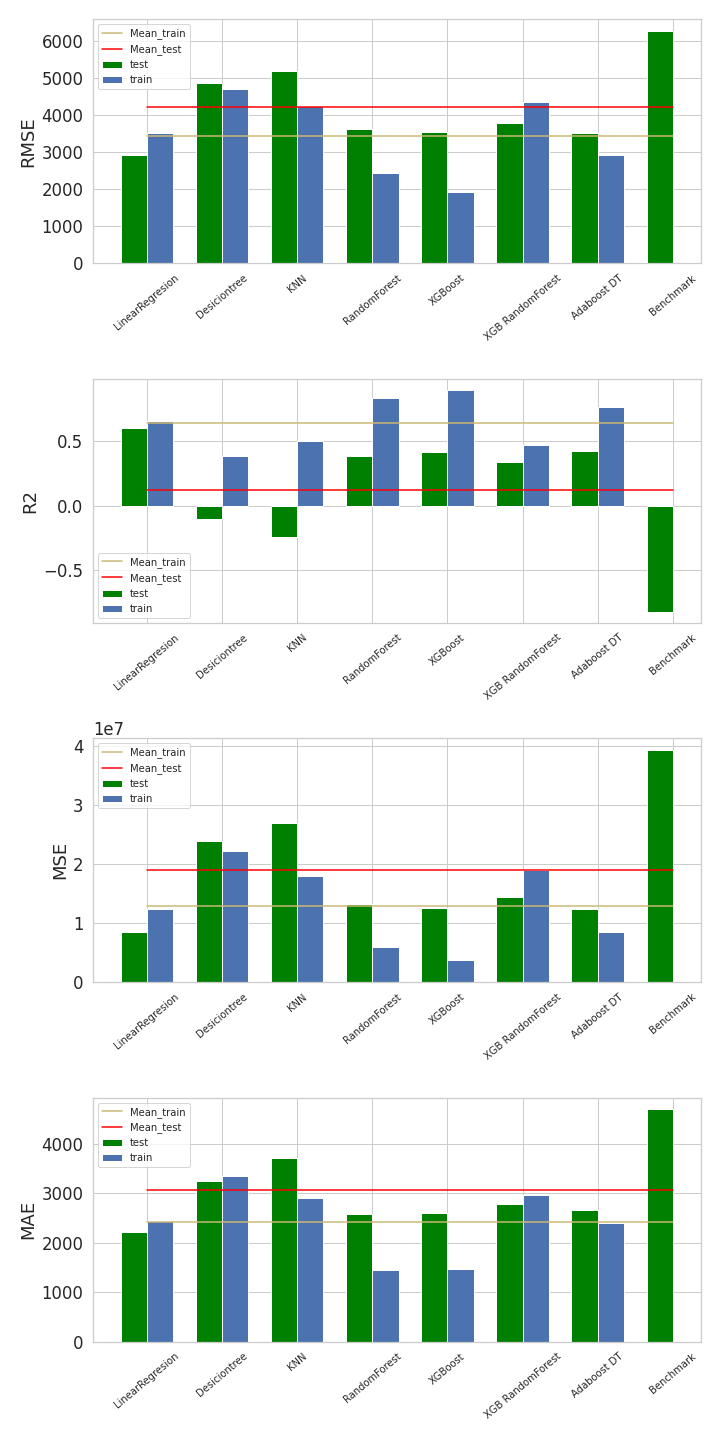 6000
5000
4000
3000
2000
1000
0
RMSE
Mean_train
Mean_test
test
train
LinearRegresion
Desiciontree
KNN
RandomForest
XGBoost
XGB RandomForest
Adaboost DT
Benchmark
0.5
0.0
−0.5
R2
Mean_train
Mean_test
test
train
LinearRegresion
Desiciontree
KNN
RandomForest
XGBoost
XGB RandomForest
Adaboost DT
Benchmark
1e7
4
3
2
1
0
MSE
Mean_train
Mean_test
test
train
LinearRegresion
Desiciontree
KNN
RandomForest
XGBoost
XGB RandomForest
Adaboost DT
Benchmark
4000
3000
2000
1000
0
MAE
Mean_train
Mean_test
test
train
LinearRegresion
Desiciontree
KNN
RandomForest
XGBoost
XGB RandomForest
Adaboost DT
Benchmark